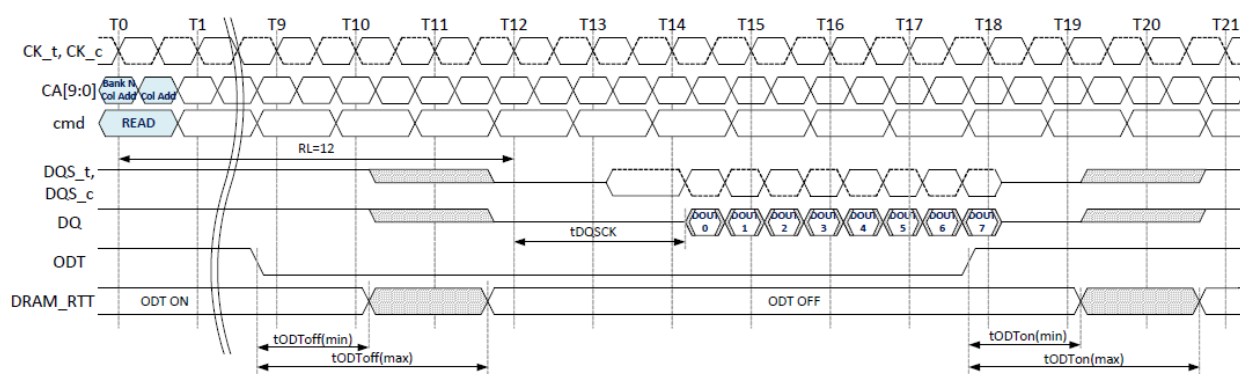 T0 T1 T9 T10 T11 T12 T13 T14 T15 T16 T17 T18 T19 T20 T21
CK_t, CK_c
CA[9:0] Bank N Col Add Col Add
cmd READ
RL=12
DQS_t,
DQS_c
DQ DOUT 0 DOUT 1 DOUT 2 DOUT 3 DOUT 4 DOUT 5 DOUT 6 DOUT 7
tDQSCK
ODT
DRAM_RTT ODT ON ODT OFF
tODToff(min) tODTon(min)
tODToff(max) tODTon(max)